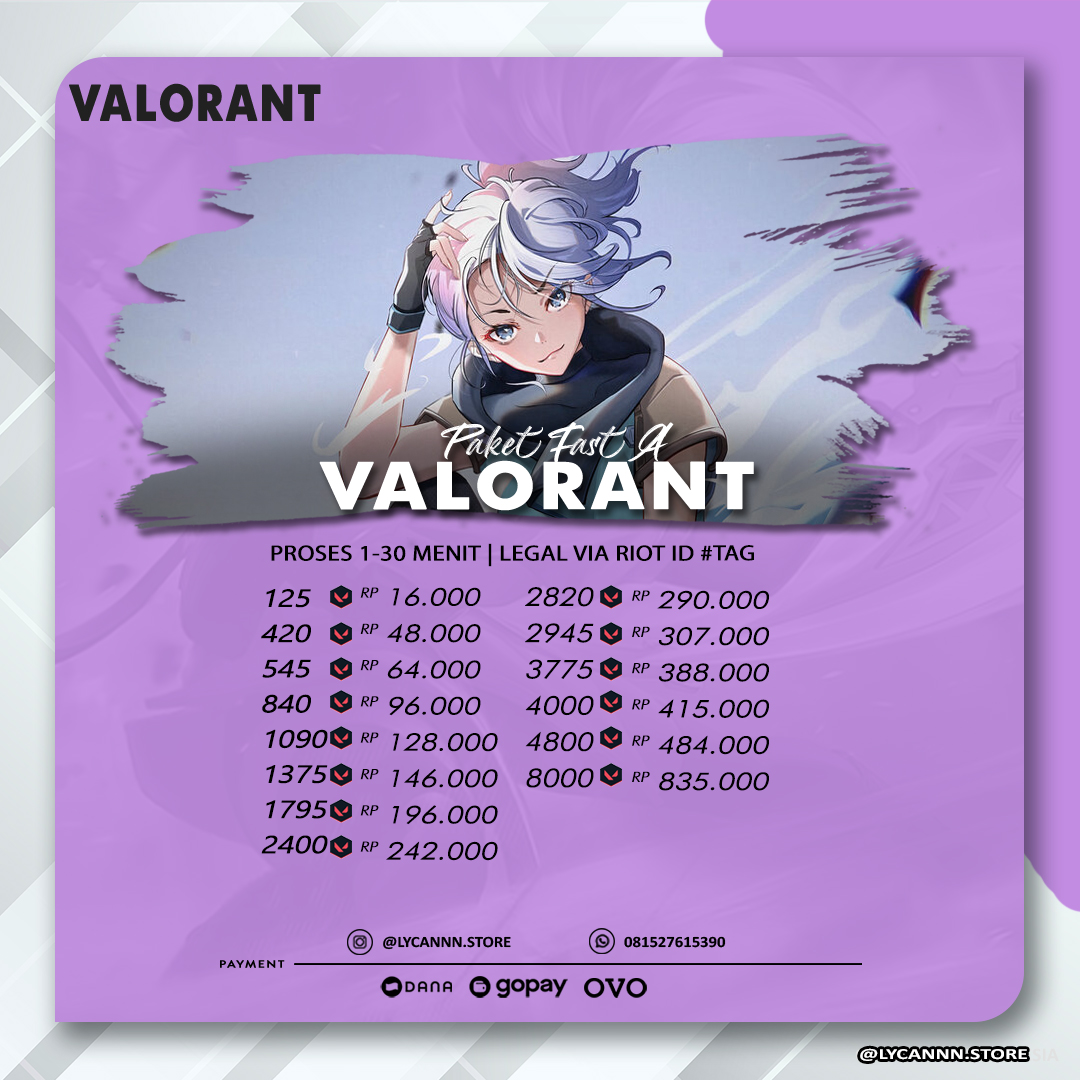 VALORANT
Paket Fast A
VALORANT
PROSES 1-30 MENIT | LEGAL VIA RIOT ID #TAG
125 RP 16.000
420 RP 48.000
545 RP 64.000
840 RP 96.000
1090 RP 128.000
1375 RP 146.000
1795 RP 196.000
2400 RP 242.000
2820 RP 290.000
2945 RP 307.000
3775 RP 388.000
4000 RP 415.000
4800 RP 484.000
8000 RP 835.000
@LYCANNN.STORE 081527615390
PAYMENT
DANA gopay OVO
@LYCANNN.STORE